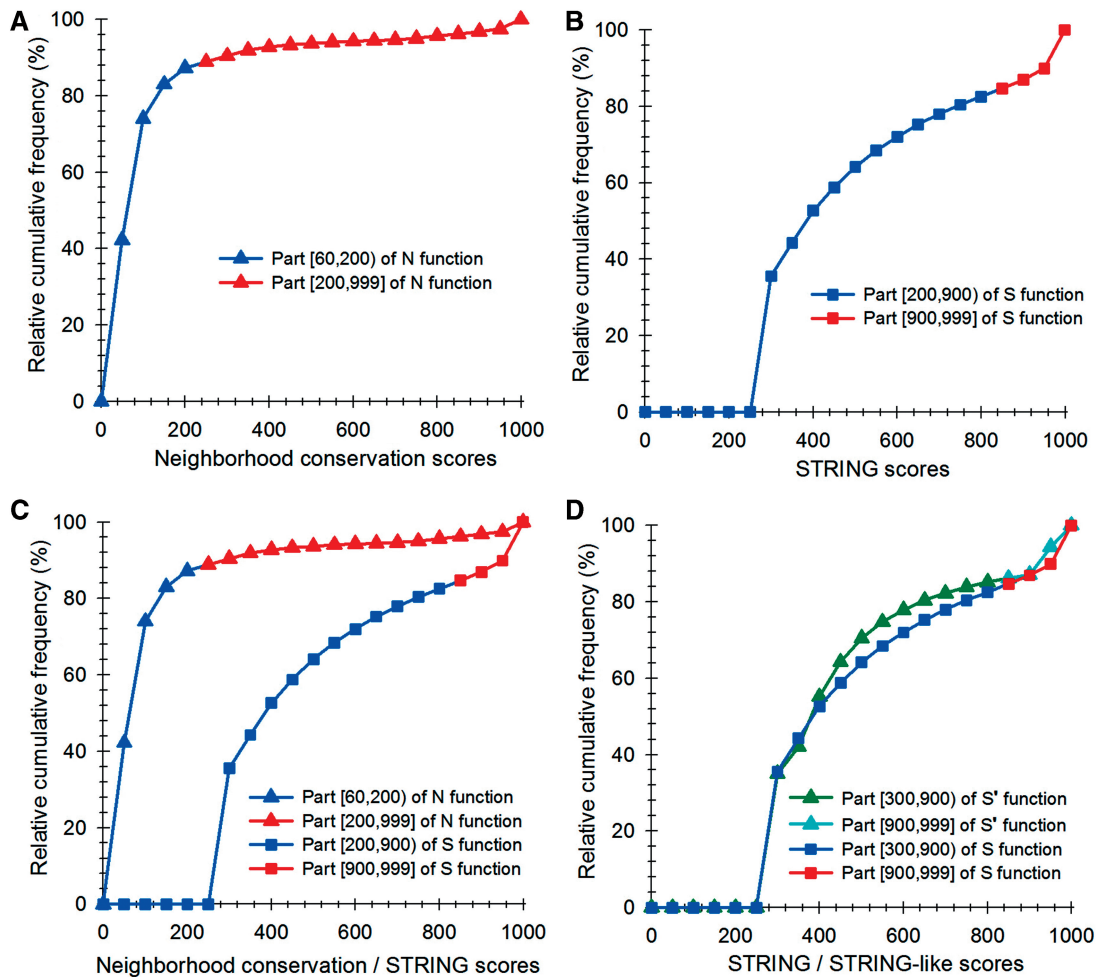 A
Relative cumulative frequency (%)
100
80
60
40
20
0
Part [60,200) of N function
Part [200,999] of N function
0 200 400 600 800 1000
Neighborhood conservation scores
B
Relative cumulative frequency (%)
100
80
60
40
20
0
Part [200,900) of S function
Part [900,999] of S function
0 200 400 600 800 1000
STRING scores
C
Relative cumulative frequency (%)
100
80
60
40
20
0
Part [60,200) of N function
Part [200,999] of N function
Part [200,900) of S function
Part [900,999] of S function
0 200 400 600 800 1000
Neighborhood conservation / STRING scores
D
Relative cumulative frequency (%)
100
80
60
40
20
0
Part [300,900) of S' function
Part [900,999] of S' function
Part [300,900) of S function
Part [900,999] of S function
0 200 400 600 800 1000
STRING / STRING-like scores